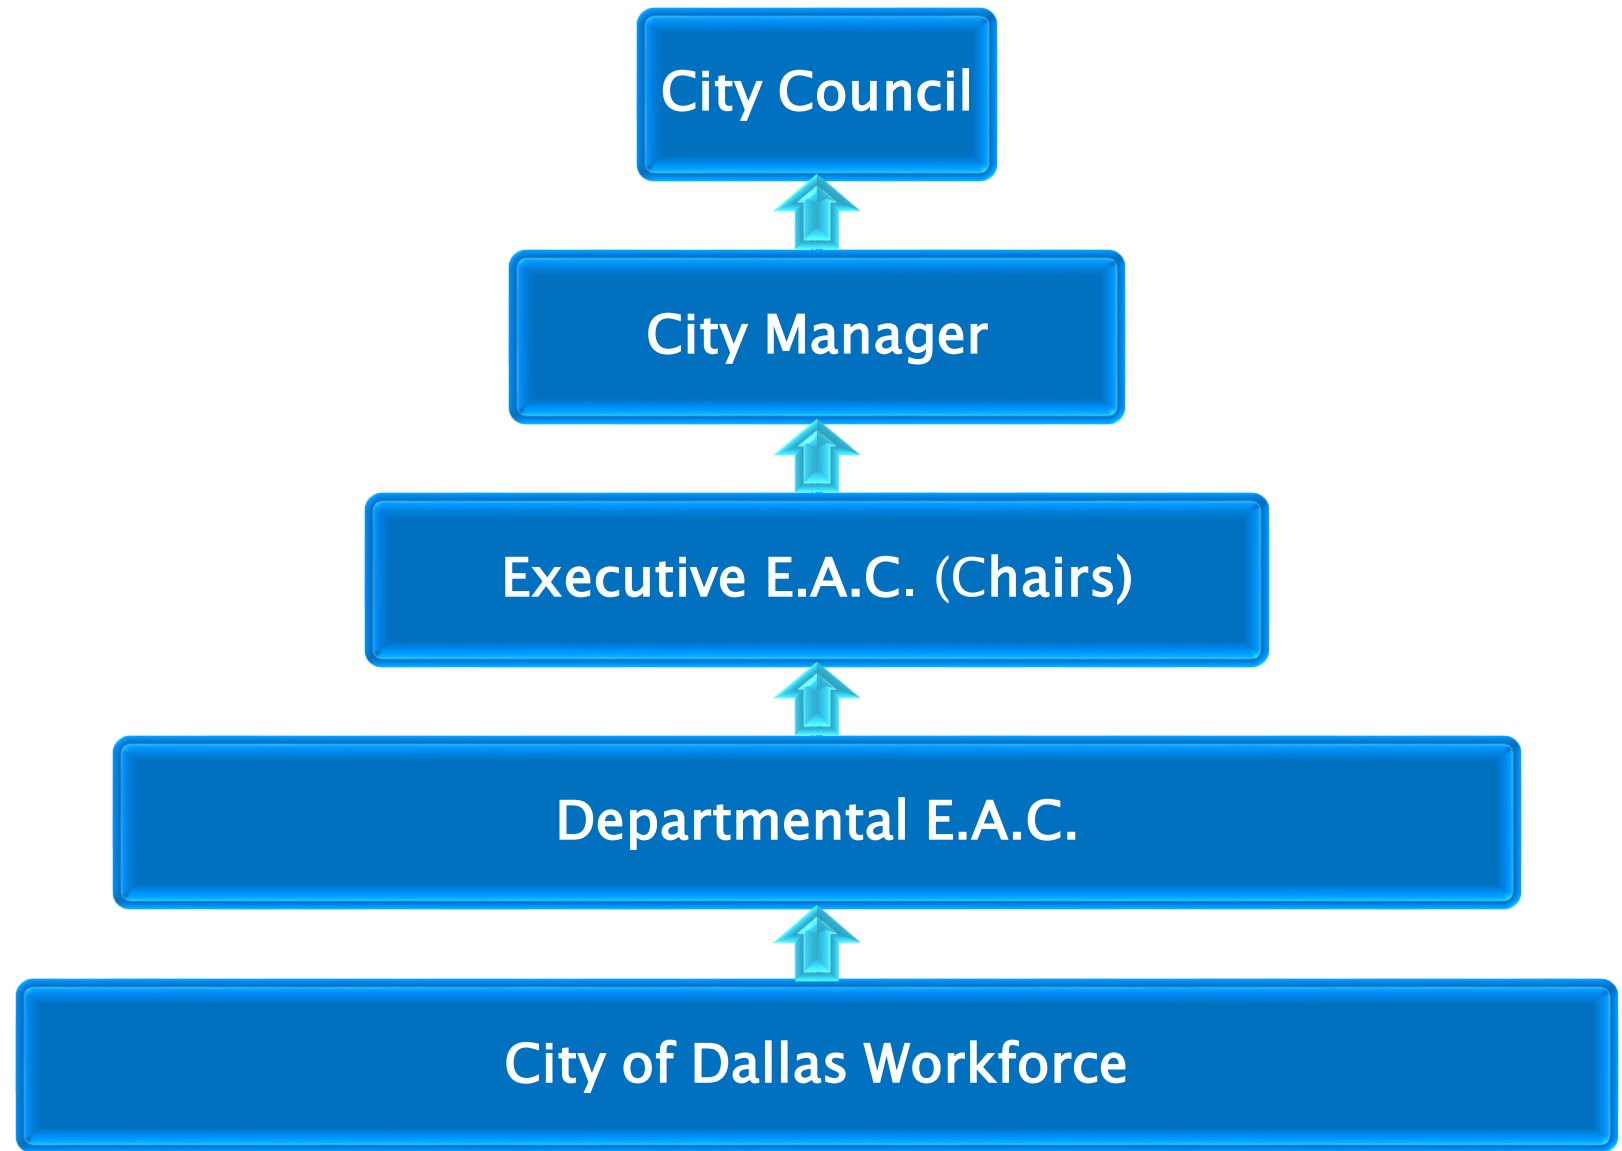 City Council
City Manager
Executive E.A.C. (Chairs)
Departmental E.A.C.
City of Dallas Workforce